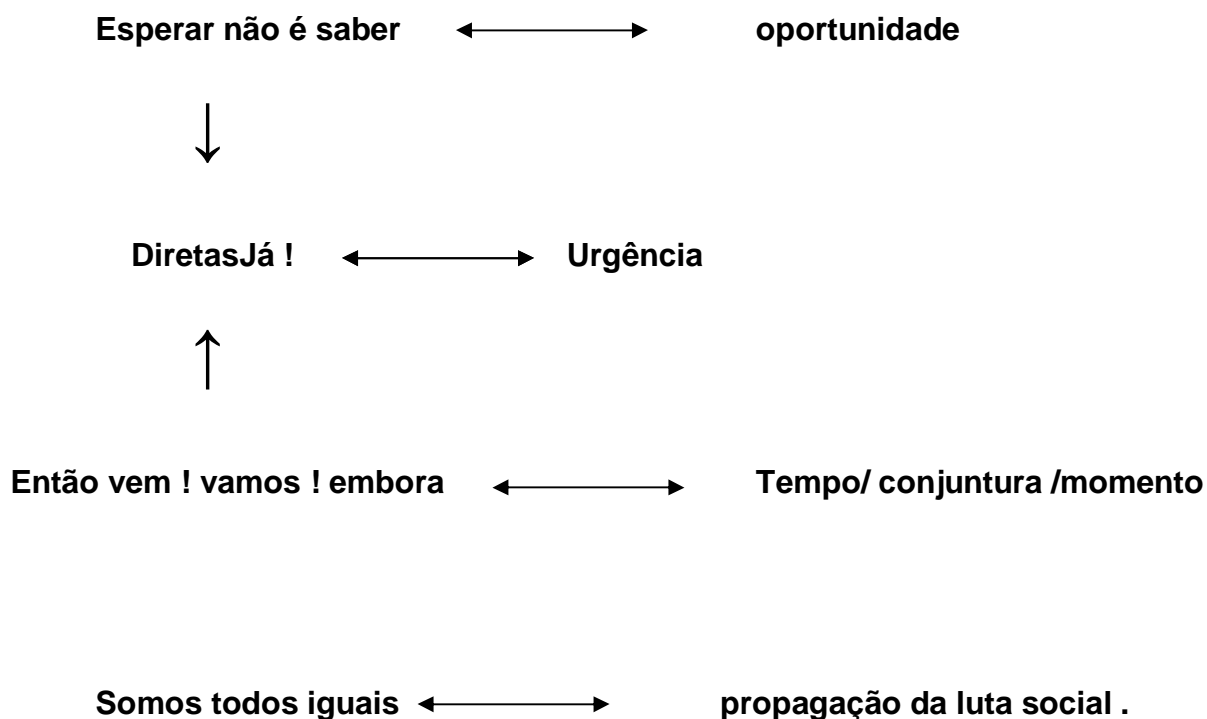 Esperar não é saber ←→ oportunidade
↓
DiretasJá ! ←→ Urgência
↑
Então vem ! vamos ! embora ←→ Tempo/ conjuntura /momento
Somos todos iguais ←→ propagação da luta social .